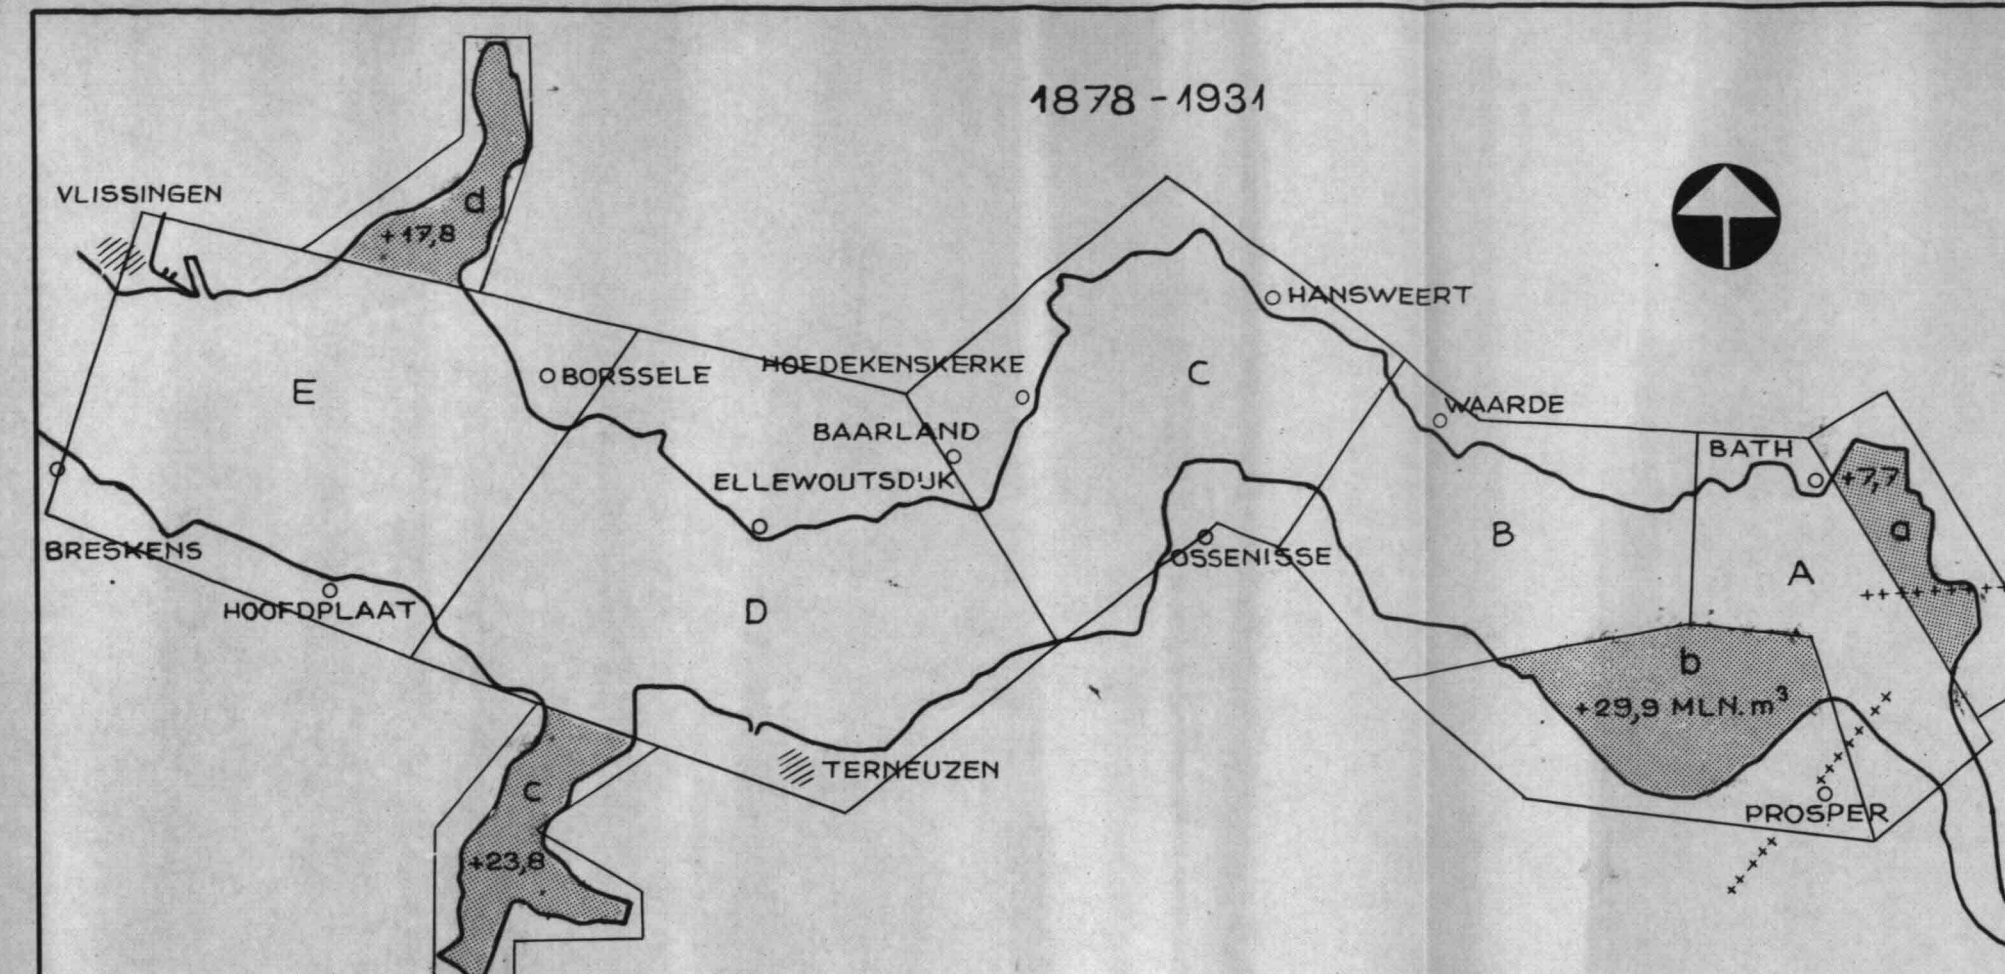 1878 - 1931
VLISSINGEN
d
+17,8
HANSWEERT
HOEDEKENSKERKE
BORSSELE
C
E
WAARDE
BAARLAND
BATH
ELLEWOUTSDIJK
+7,7
a
B
BRESKENS
OSSENISSE
A
HOOFDPLAAT
D
b
+29,9 MLN. m³
TERNEUZEN
c
PROSPER
+23,8